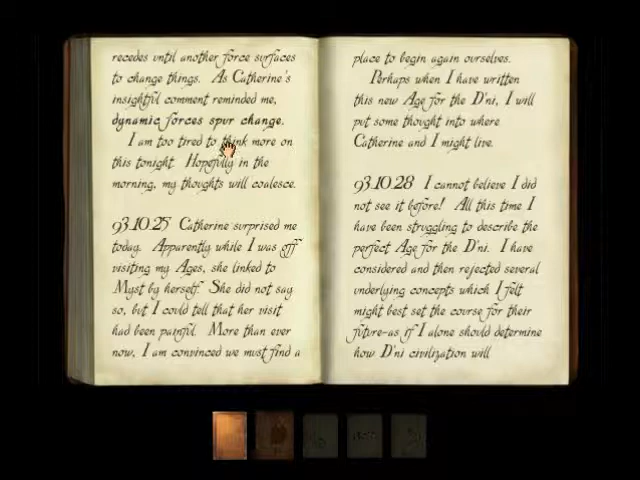 recedes until another force surfaces
to change things. As Catherine's
insightful comment reminded me,
dynamic forces spur change.
I am too tired to think more on
this tonight. Hopefully in the
morning, my thoughts will coalesce.
93.10.25 Catherine surprised me
today. Apparently while I was off
visiting my Ages, she linked to
Myst by herself. She did not say
so, but I could tell that her visit
had been painful. More than ever
now, I am convinced we must find a
place to begin again ourselves.
Perhaps when I have written
this new Age for the D'ni, I will
put some thought into where
Catherine and I might live.
93.10.28 I cannot believe I did
not see it before! All this time I
have been struggling to describe the
perfect Age for the D'ni. I have
considered and then rejected several
underlying concepts which I felt
might best set the course for their
future-as if I alone should determine
how D'ni civilization will